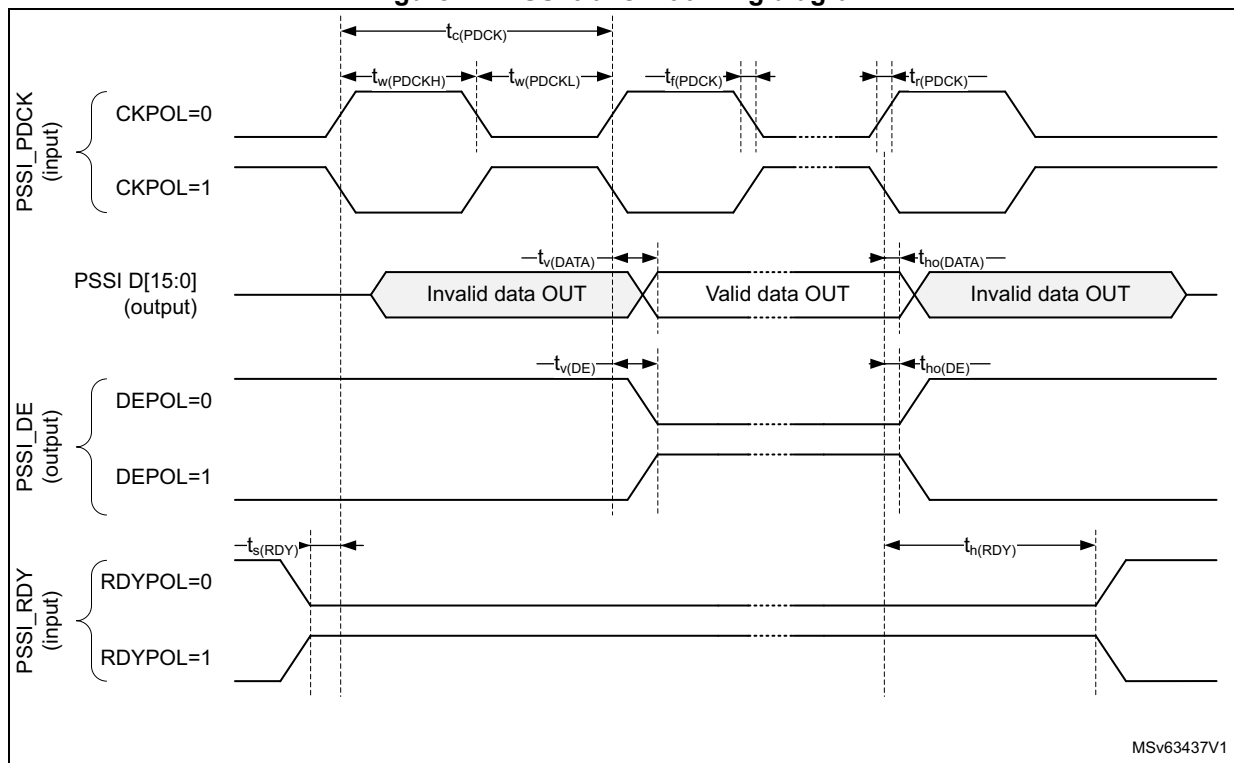 tc(PDCK)
tw(PDCKH) tw(PDCKL) tf(PDCK) tr(PDCK)
PSSI_PDCK
(input)
CKPOL=0
CKPOL=1
PSSI D[15:0]
(output)
tv(DATA) tho(DATA)
Invalid data OUT Valid data OUT Invalid data OUT
tv(DE) tho(DE)
PSSI_DE
(output)
DEPOL=0
DEPOL=1
ts(RDY) th(RDY)
PSSI_RDY
(input)
RDYPOL=0
RDYPOL=1
MSv63437V1